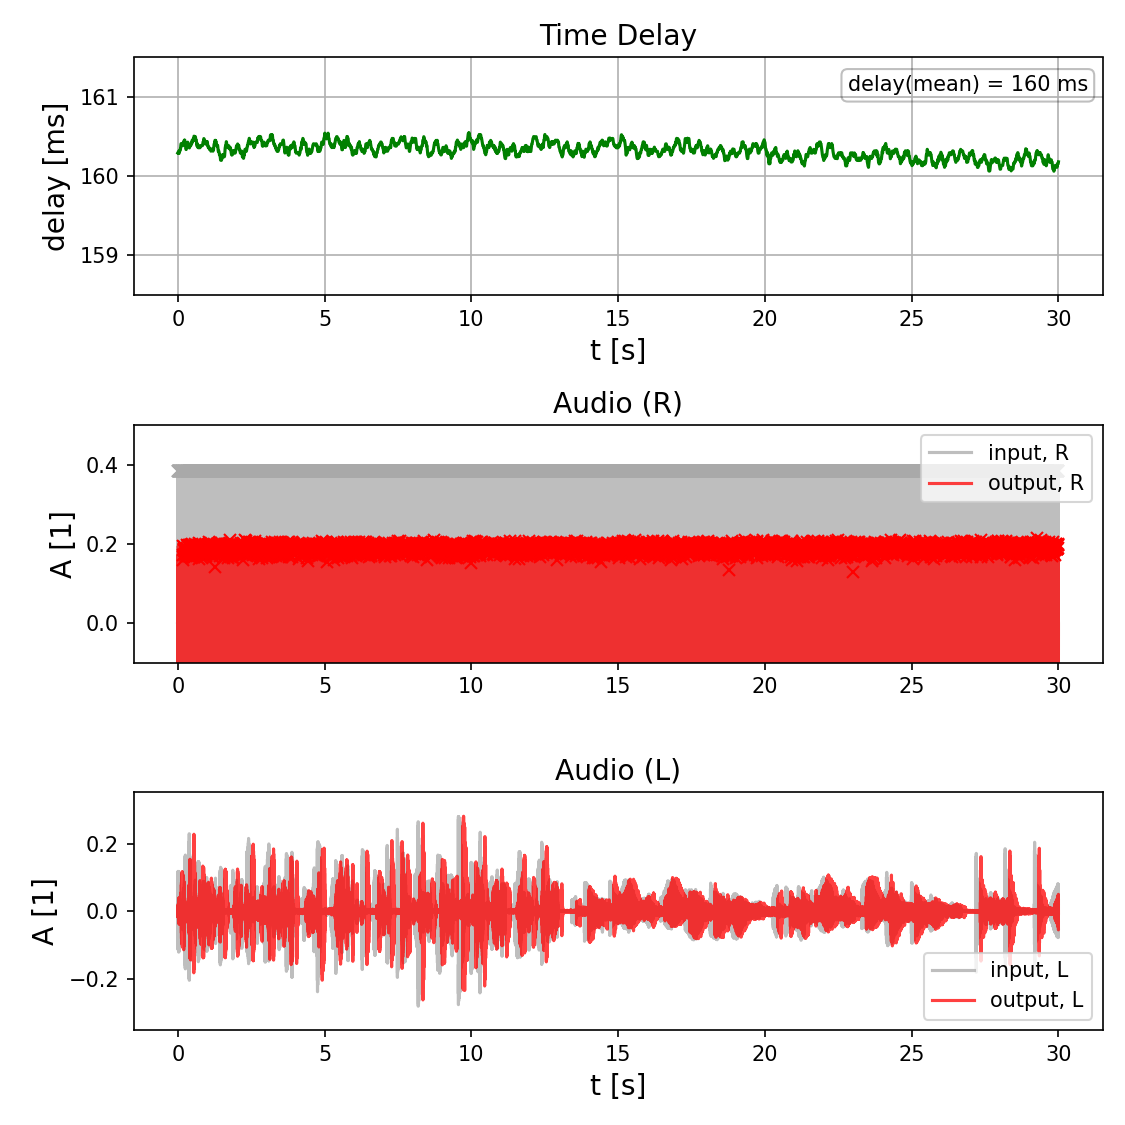 Time Delay
delay(mean) = 160 ms
161
160
159
delay [ms]
0 5 10 15 20 25 30
t [s]
Audio (R)
input, R
output, R
0.4
0.2
0.0
A [1]
0 5 10 15 20 25 30
Audio (L)
0.2
0.0
−0.2
A [1]
input, L
output, L
0 5 10 15 20 25 30
t [s]